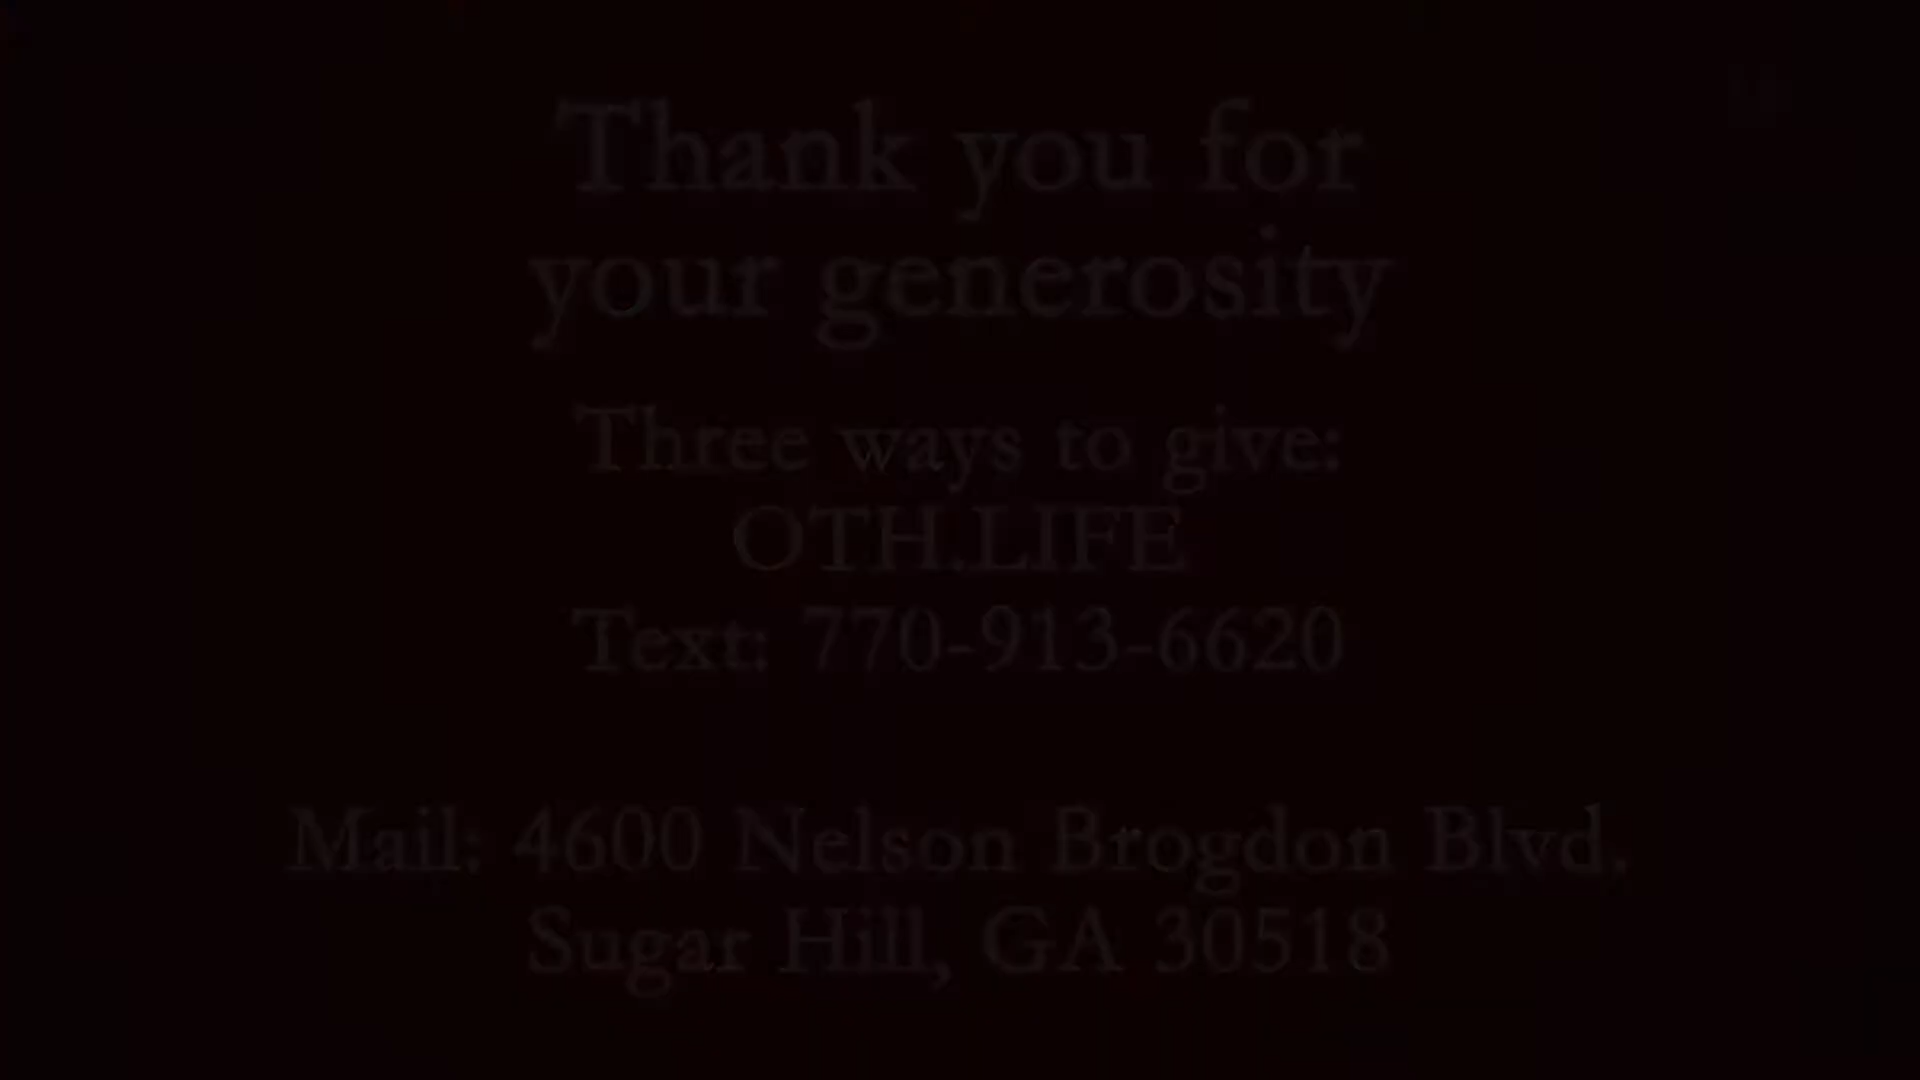 Thank you for
your generosity
Three ways to give:
OTH.LIFE
Text: 770-913-6620
Mail: 4600 Nelson Brogdon Blvd.
Sugar Hill, GA 30518